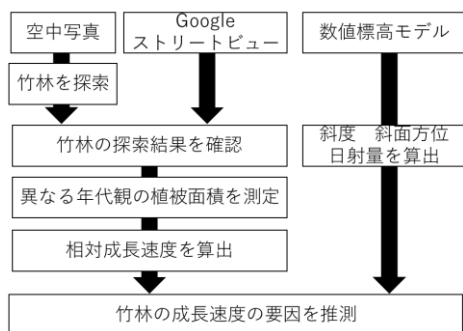 空中写真
Google
ストリートビュー
数値標高モデル
竹林を探索
竹林の探索結果を確認
斜度　斜面方位
日射量を算出
異なる年代観の植被面積を測定
相対成長速度を算出
竹林の成長速度の要因を推測